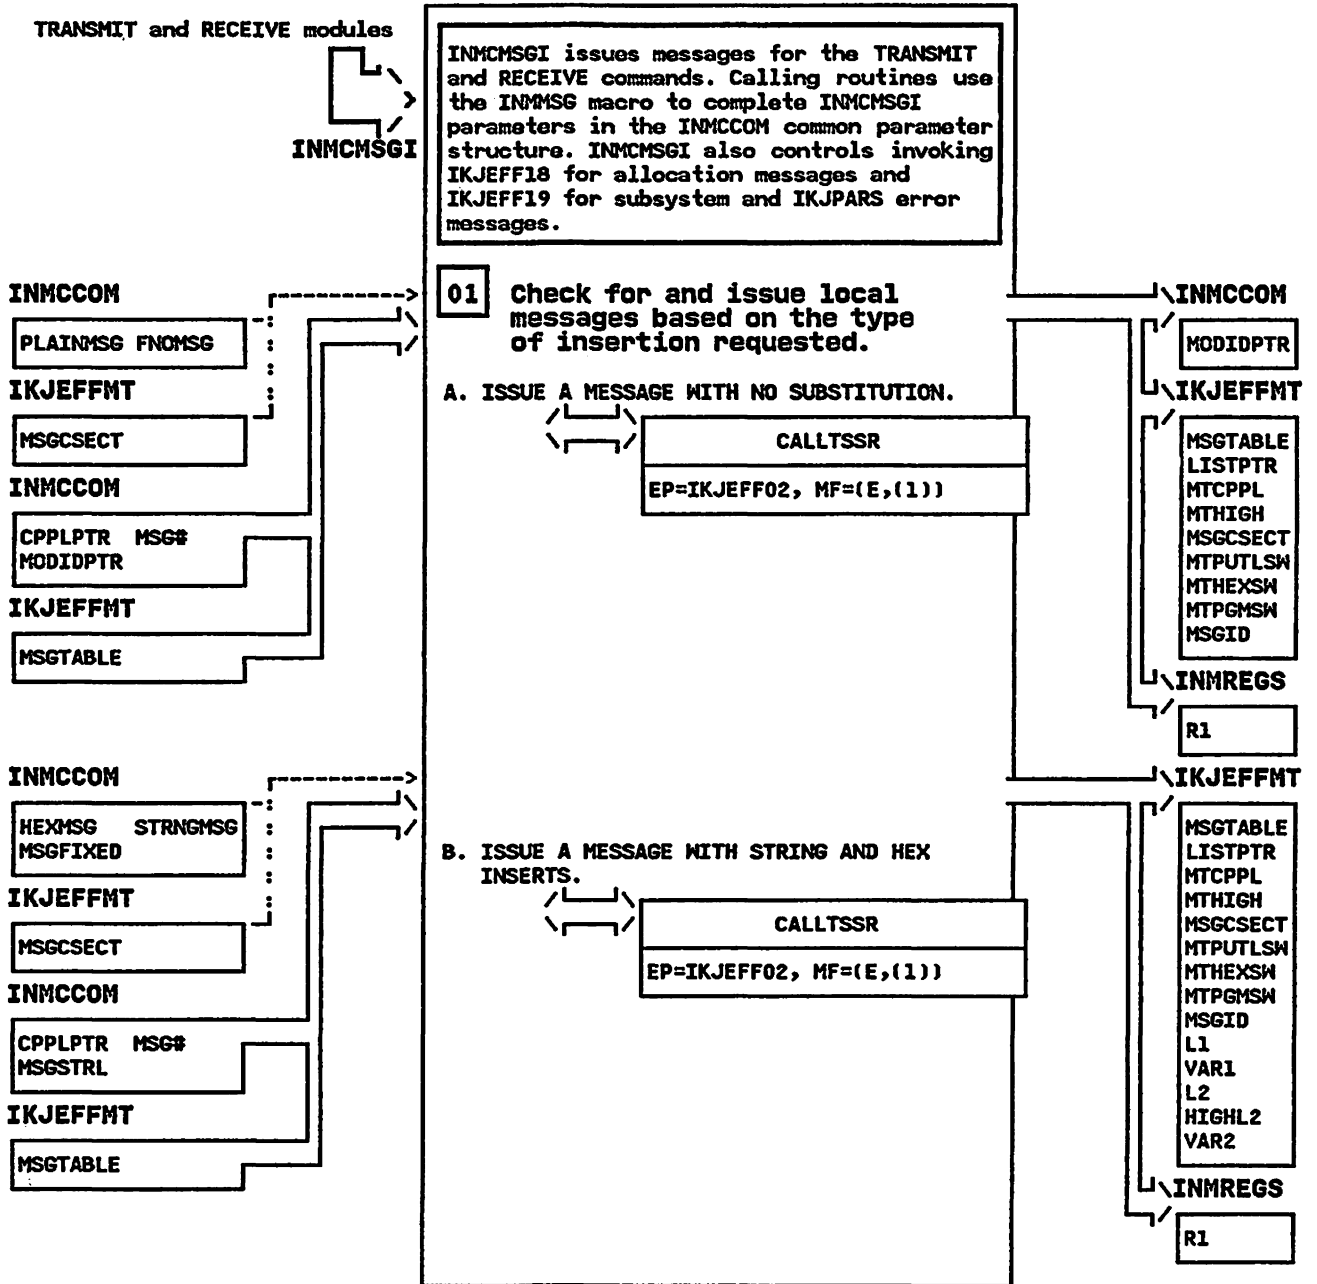 TRANSMIT and RECEIVE modules
INMCMSGI
INMCMSGI issues messages for the TRANSMIT
and RECEIVE commands. Calling routines use
the INMMSG macro to complete INMCMSGI
parameters in the INMCCOM common parameter
structure. INMCMSGI also controls invoking
IKJEFF18 for allocation messages and
IKJEFF19 for subsystem and IKJPARS error
messages.
INMCCOM
PLAINMSG FNOMSG
IKJEFFMT
MSGCSECT
INMCCOM
CPPLPTR MSG#
MODIDPTR
IKJEFFMT
MSGTABLE
01 Check for and issue local
messages based on the type
of insertion requested.
A. ISSUE A MESSAGE WITH NO SUBSTITUTION.
CALLTSSR
EP=IKJEFF02, MF=(E,(1))
INMCCOM
MODIDPTR
IKJEFFMT
MSGTABLE
LISTPTR
MTCPPL
MTHIGH
MSGCSECT
MTPUTLSW
MTHEXSW
MTPGMSW
MSGID
INMREGS
R1
INMCCOM
HEXMSG STRNGMSG
MSGFIXED
IKJEFFMT
MSGCSECT
INMCCOM
CPPLPTR MSG#
MSGSTRL
IKJEFFMT
MSGTABLE
B. ISSUE A MESSAGE WITH STRING AND HEX
INSERTS.
CALLTSSR
EP=IKJEFF02, MF=(E,(1))
IKJEFFMT
MSGTABLE
LISTPTR
MTCPPL
MTHIGH
MSGCSECT
MTPUTLSW
MTHEXSW
MTPGMSW
MSGID
L1
VAR1
L2
HIGHL2
VAR2
INMREGS
R1